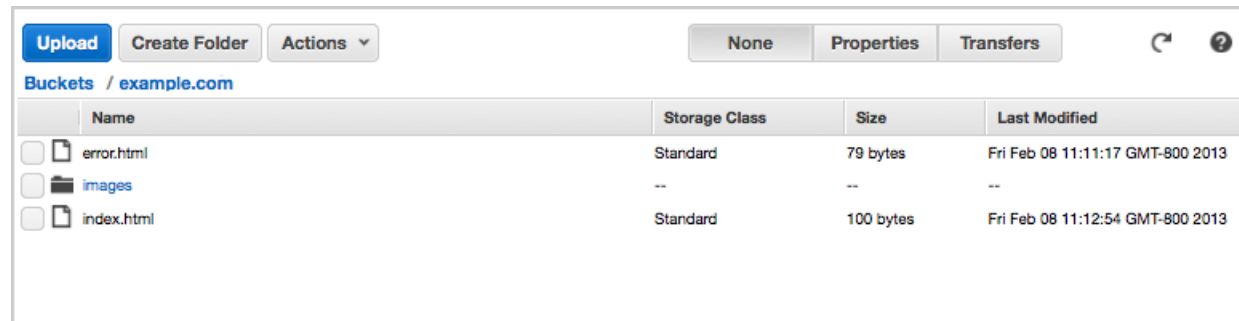 Upload Create Folder Actions None Properties Transfers
Buckets / example.com
Name Storage Class Size Last Modified
error.html Standard 79 bytes Fri Feb 08 11:11:17 GMT-800 2013
images -- -- --
index.html Standard 100 bytes Fri Feb 08 11:12:54 GMT-800 2013